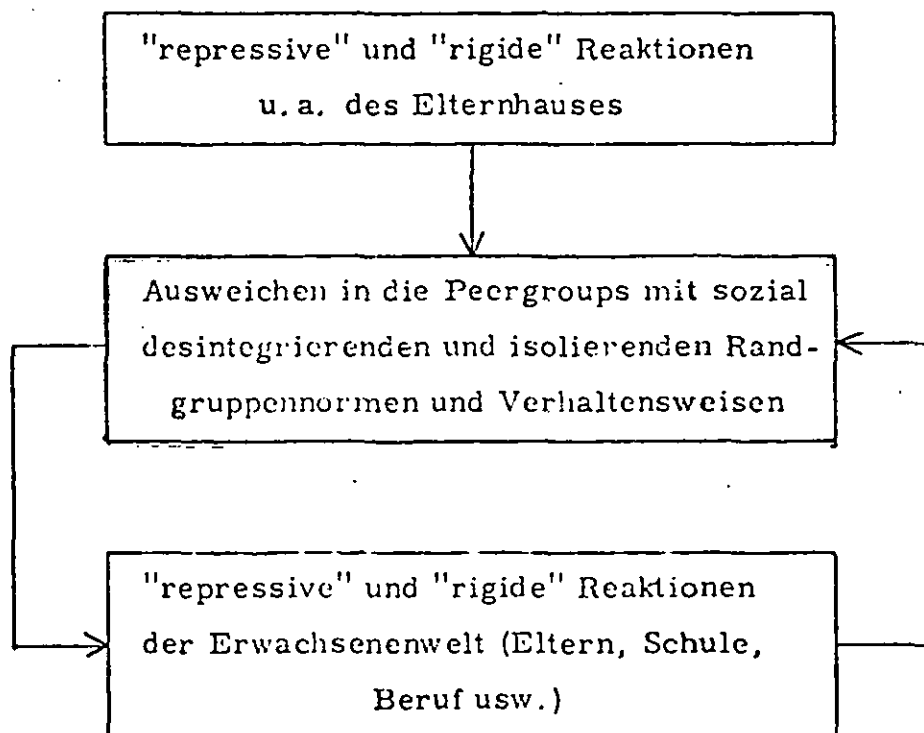 "repressive" und "rigide" Reaktionen
u. a. des Elternhauses
Ausweichen in die Peergroups mit sozial
desintegrierenden und isolierenden Rand-
gruppennormen und Verhaltensweisen
"repressive" und "rigide" Reaktionen
der Erwachsenenwelt (Eltern, Schule,
Beruf usw.)